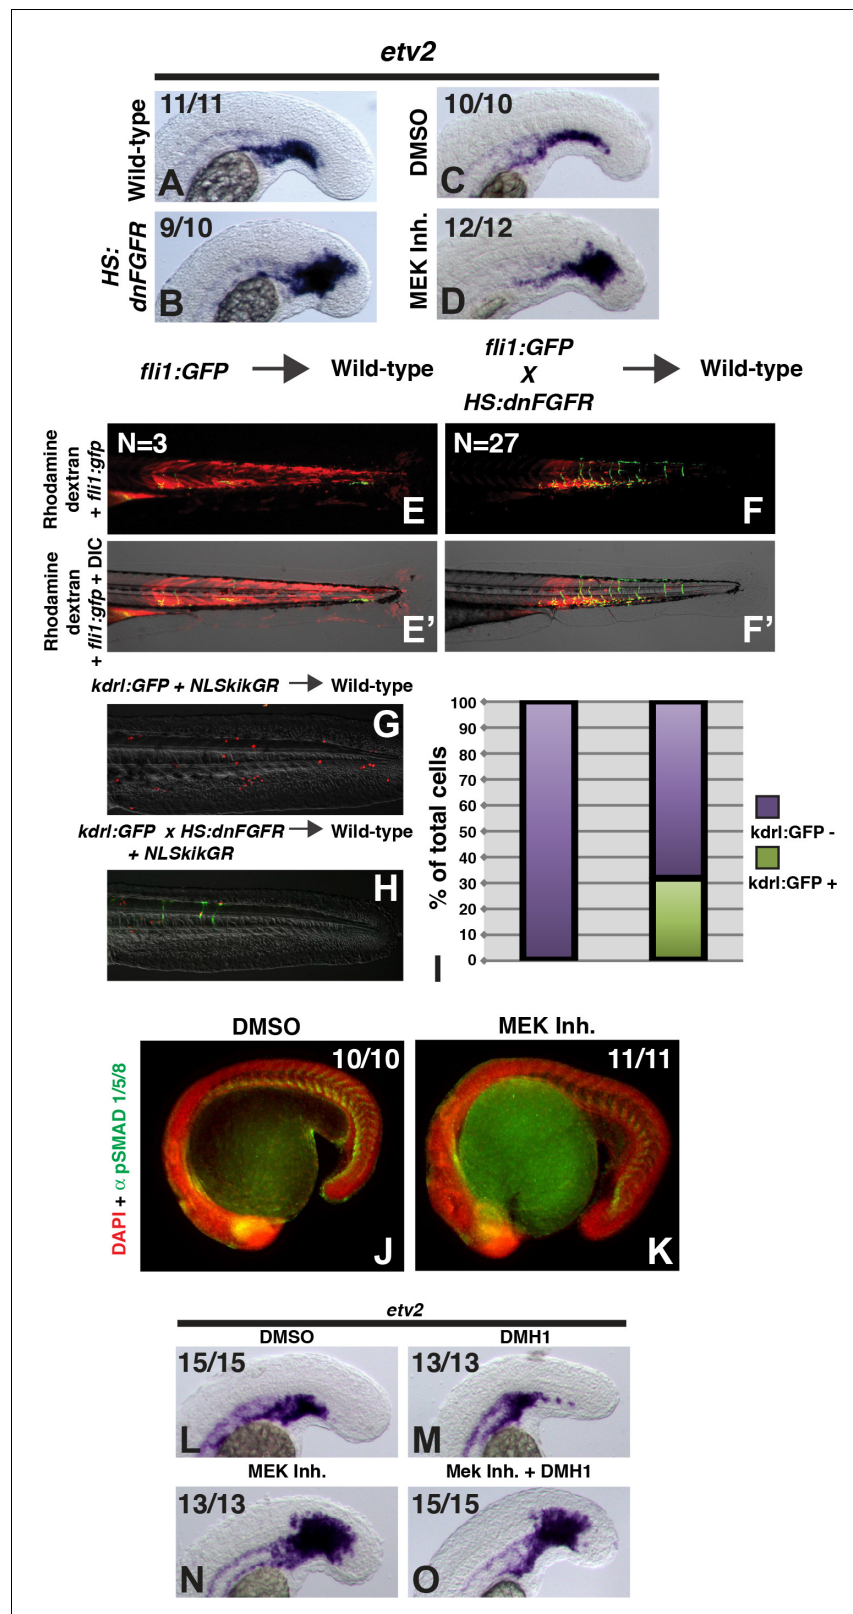 etv2
Wild-type
11/11
A
DMSO
10/10
C
HS:
dnFGFR
9/10
B
MEK Inh.
12/12
D
fli1:GFP
Wild-type
fli1:GFP
X
HS:dnFGFR
Wild-type
Rhodamine
dextran
+ fli1:gfp
N=3
E
N=27
F
Rhodamine
dextran
+ fli1:gfp + DIC
E'
F'
kdrl:GFP + NLSkikGR
Wild-type
G
kdrl:GFP x HS:dnFGFR
+ NLSkikGR
Wild-type
H
% of total cells
100
90
80
70
60
50
40
30
20
10
0
kdrl:GFP -
kdrl:GFP +
I
DMSO
MEK Inh.
DAPI + α pSMAD 1/5/8
10/10
J
11/11
K
etv2
DMSO
DMH1
15/15
L
13/13
M
MEK Inh.
Mek Inh. + DMH1
13/13
N
15/15
O